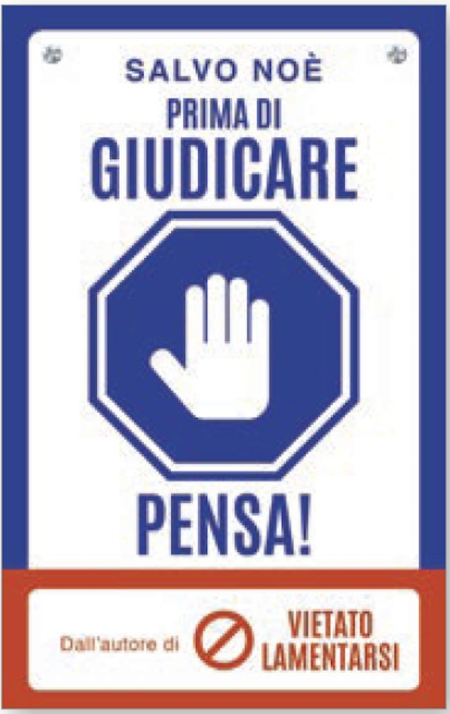 SALVO NOÈ
PRIMA DI
GIUDICARE
PENSA!
Dall'autore di
VIETATO
LAMENTARSI